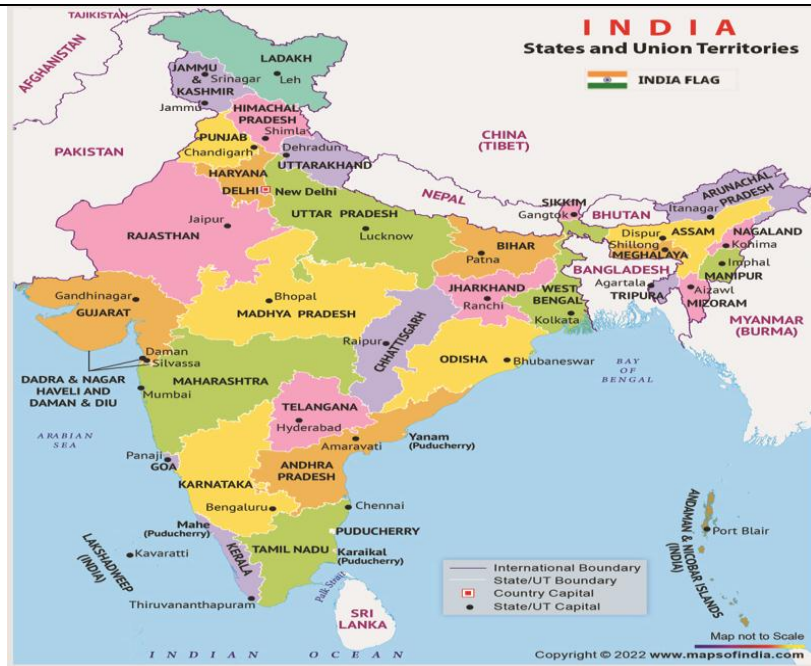 TAJIKISTAN
INDIA
States and Union Territories
INDIA FLAG
AFGHANISTAN
LADAKH
Leh
JAMMU
&
KASHMIR
Srinagar
Jammu
HIMACHAL
PRADESH
Shimla
PUNJAB
Chandigarh
Dehradun
UTTARAKHAND
CHINA
(TIBET)
PAKISTAN
HARYANA
DELHI
New Delhi
NEPAL
ARUNACHAL
PRADESH
Itanagar
SIKKIM
Gangtok
BHUTAN
UTTAR PRADESH
Lucknow
Jaipur
RAJASTHAN
BIHAR
Patna
Dispur
ASSAM
Shillong
MEGHALAYA
NAGALAND
Kohima
Imphal
MANIPUR
BANGLADESH
Agartala
TRIPURA
Aizawl
MIZORAM
MYANMAR
(BURMA)
Gandhinagar
GUJARAT
Bhopal
MADHYA PRADESH
JHARKHAND
Ranchi
WEST
BENGAL
Kolkata
Raipur
CHHATTISGARH
ODISHA
Bhubaneswar
BAY
OF
BENGAL
Daman
Silvassa
DADRA & NAGAR
HAVELI AND
DAMAN & DIU
MAHARASHTRA
Mumbai
ARABIAN
SEA
TELANGANA
Hyderabad
Amaravati
Yanam
(Puducherry)
Panaji
GOA
KARNATAKA
ANDHRA
PRADESH
Bengaluru
Chennai
Mahe
(Puducherry)
PUDUCHERRY
KERALA
TAMIL NADU
Karaikal
(Puducherry)
LAKSHADWEEP
(INDIA)
Kavaratti
Thiruvananthapuram
Palk Strait
SRI
LANKA
ANDAMAN & NICOBAR ISLANDS
(INDIA)
Port Blair
International Boundary
State/UT Boundary
Country Capital
State/UT Capital
Map not to Scale
INDIAN OCEAN
Copyright © 2022 www.mapsofindia.com